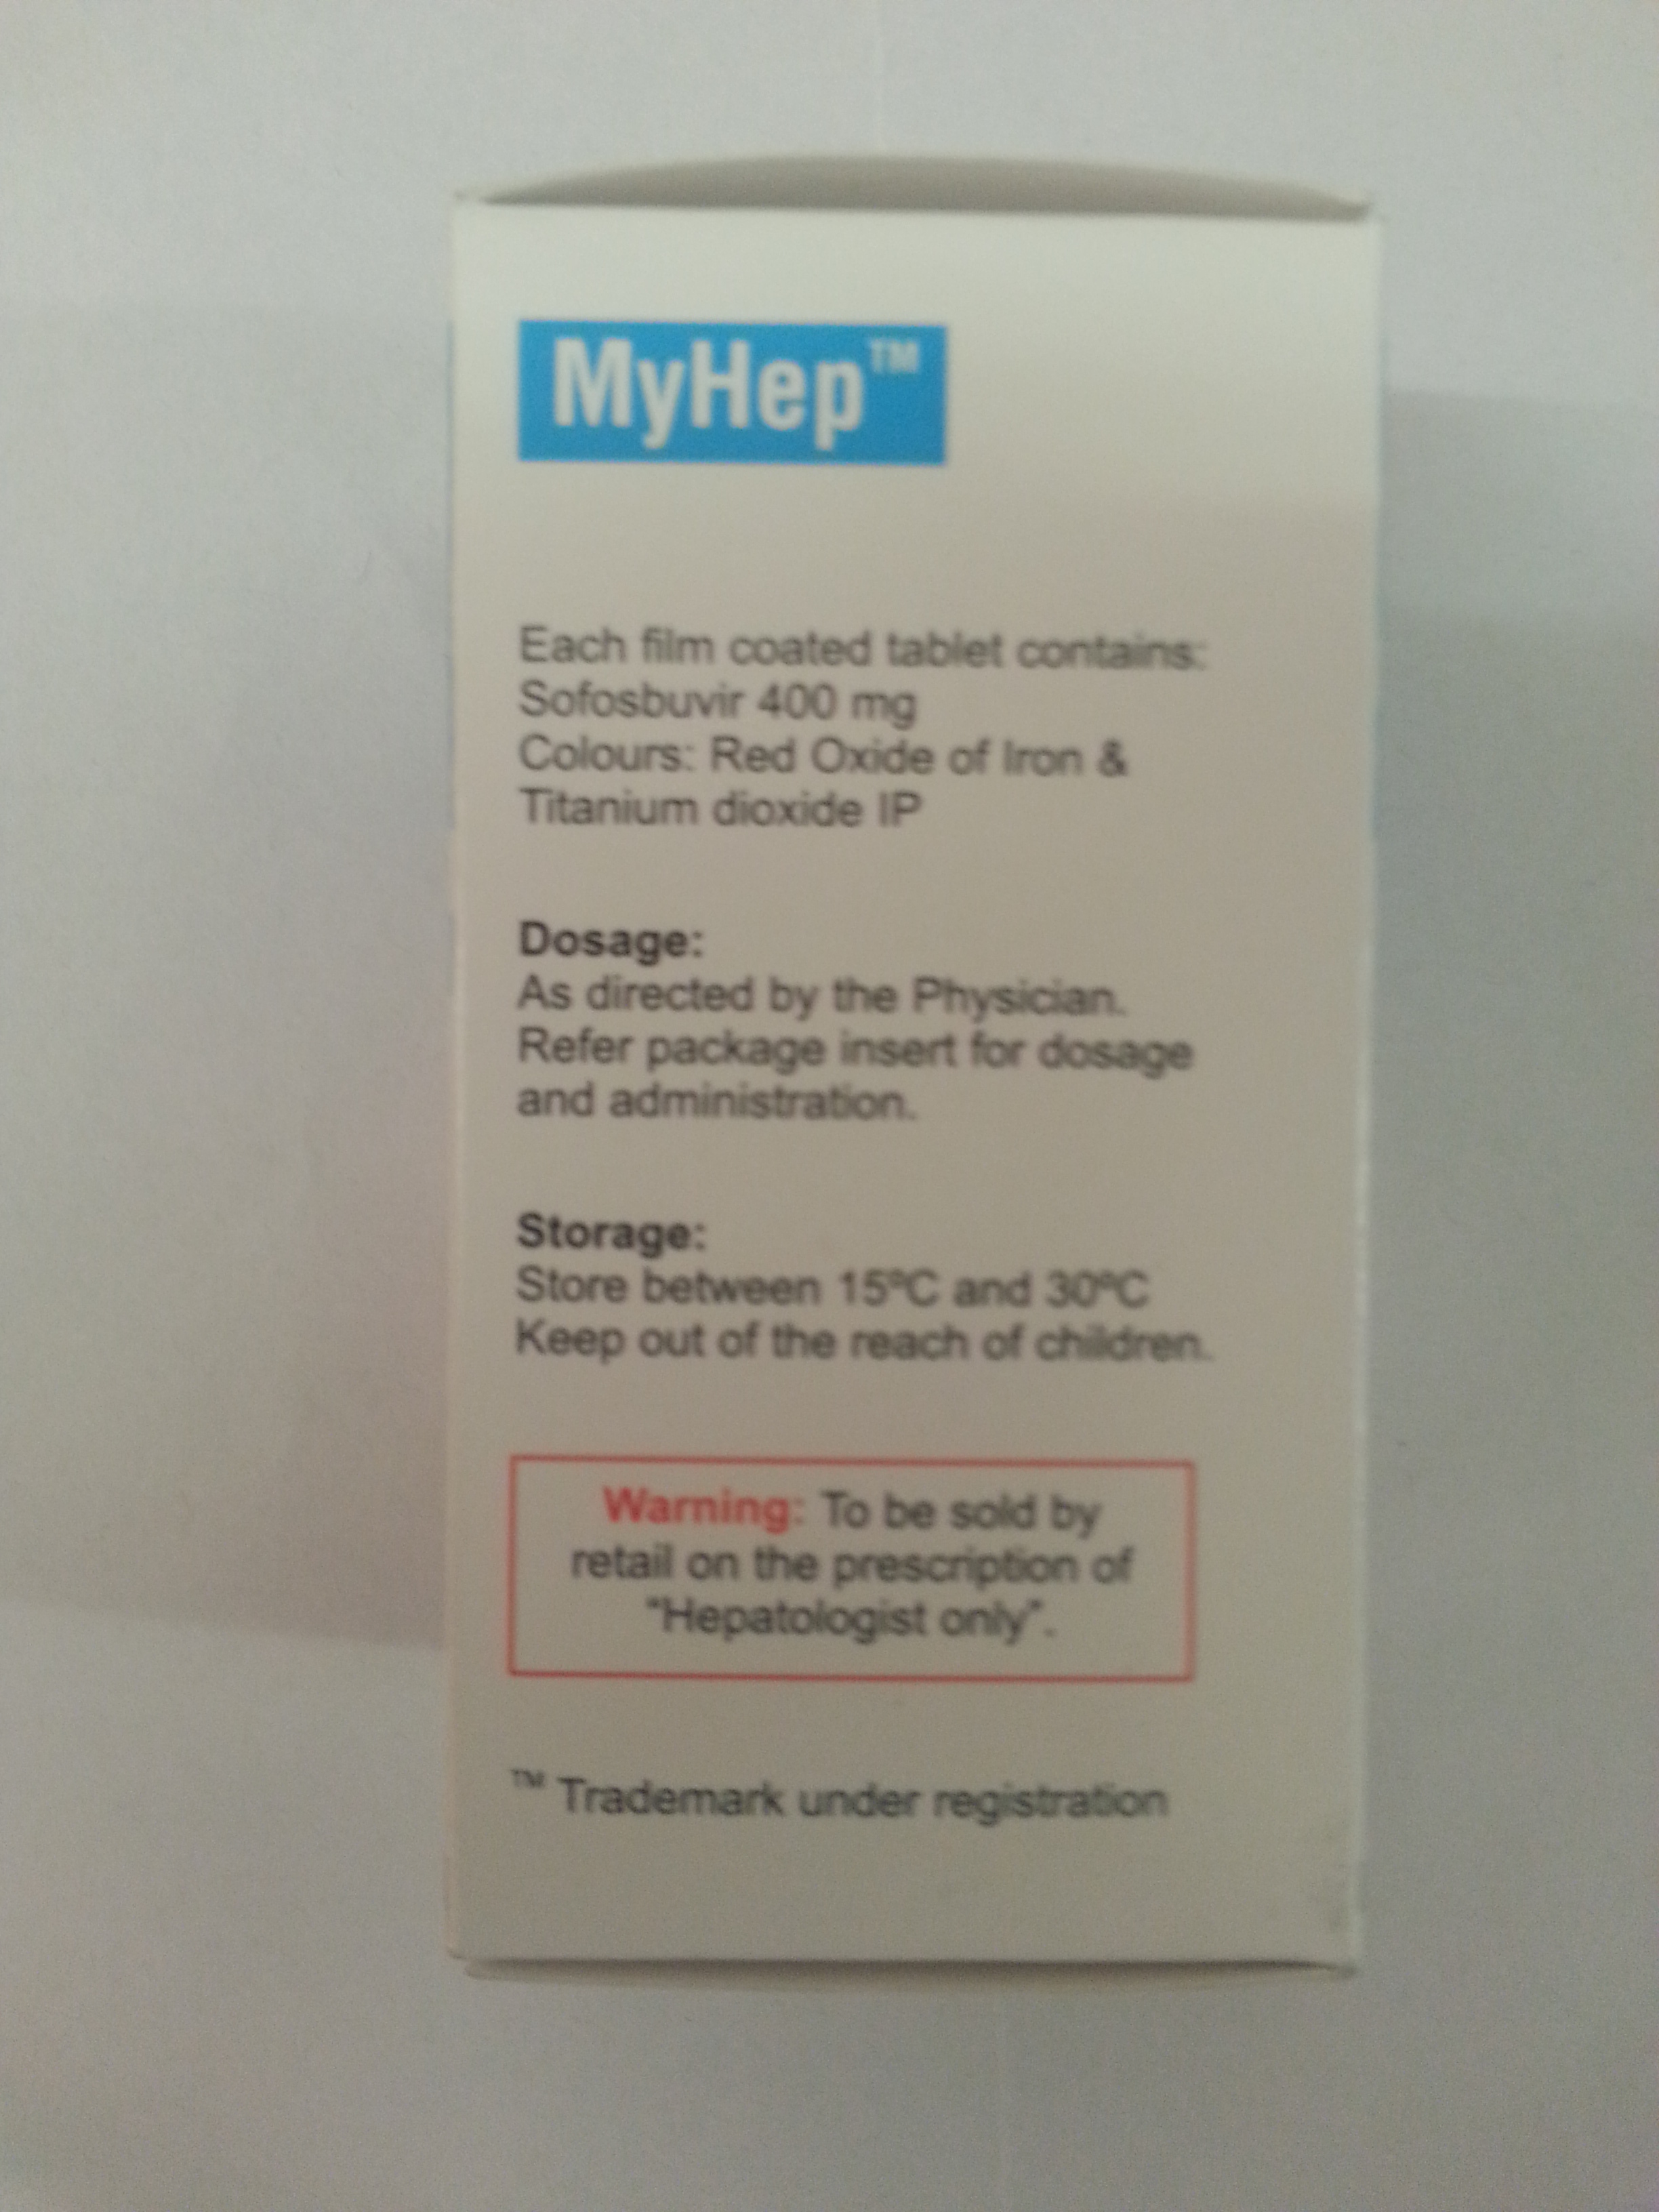 MyHep™
Each film coated tablet contains:
Sofosbuvir 400 mg
Colours: Red Oxide of Iron &
Titanium dioxide IP
Dosage:
As directed by the Physician.
Refer package insert for dosage
and administration.
Storage:
Store between 15ºC and 30ºC
Keep out of the reach of children.
Warning: To be sold by
retail on the prescription of
“Hepatologist only”.
™ Trademark under registration